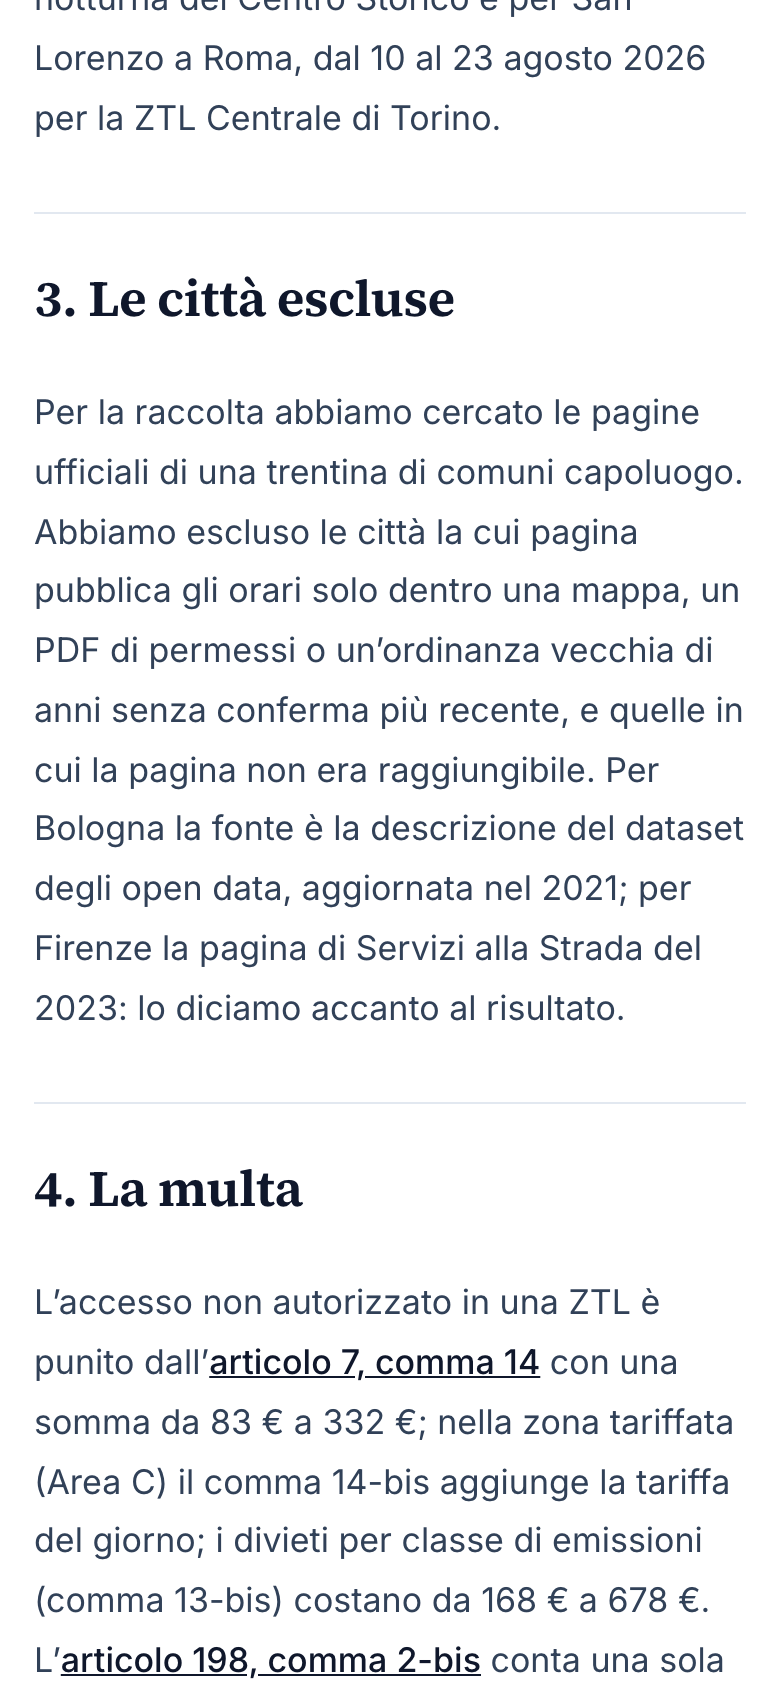 notturna del Centro Storico e per San
Lorenzo a Roma, dal 10 al 23 agosto 2026
per la ZTL Centrale di Torino.
3. Le città escluse
Per la raccolta abbiamo cercato le pagine
ufficiali di una trentina di comuni capoluogo.
Abbiamo escluso le città la cui pagina
pubblica gli orari solo dentro una mappa, un
PDF di permessi o un’ordinanza vecchia di
anni senza conferma più recente, e quelle in
cui la pagina non era raggiungibile. Per
Bologna la fonte è la descrizione del dataset
degli open data, aggiornata nel 2021; per
Firenze la pagina di Servizi alla Strada del
2023: lo diciamo accanto al risultato.
4. La multa
L’accesso non autorizzato in una ZTL è
punito dall’articolo 7, comma 14 con una
somma da 83 € a 332 €; nella zona tariffata
(Area C) il comma 14-bis aggiunge la tariffa
del giorno; i divieti per classe di emissioni
(comma 13-bis) costano da 168 € a 678 €.
L’articolo 198, comma 2-bis conta una sola